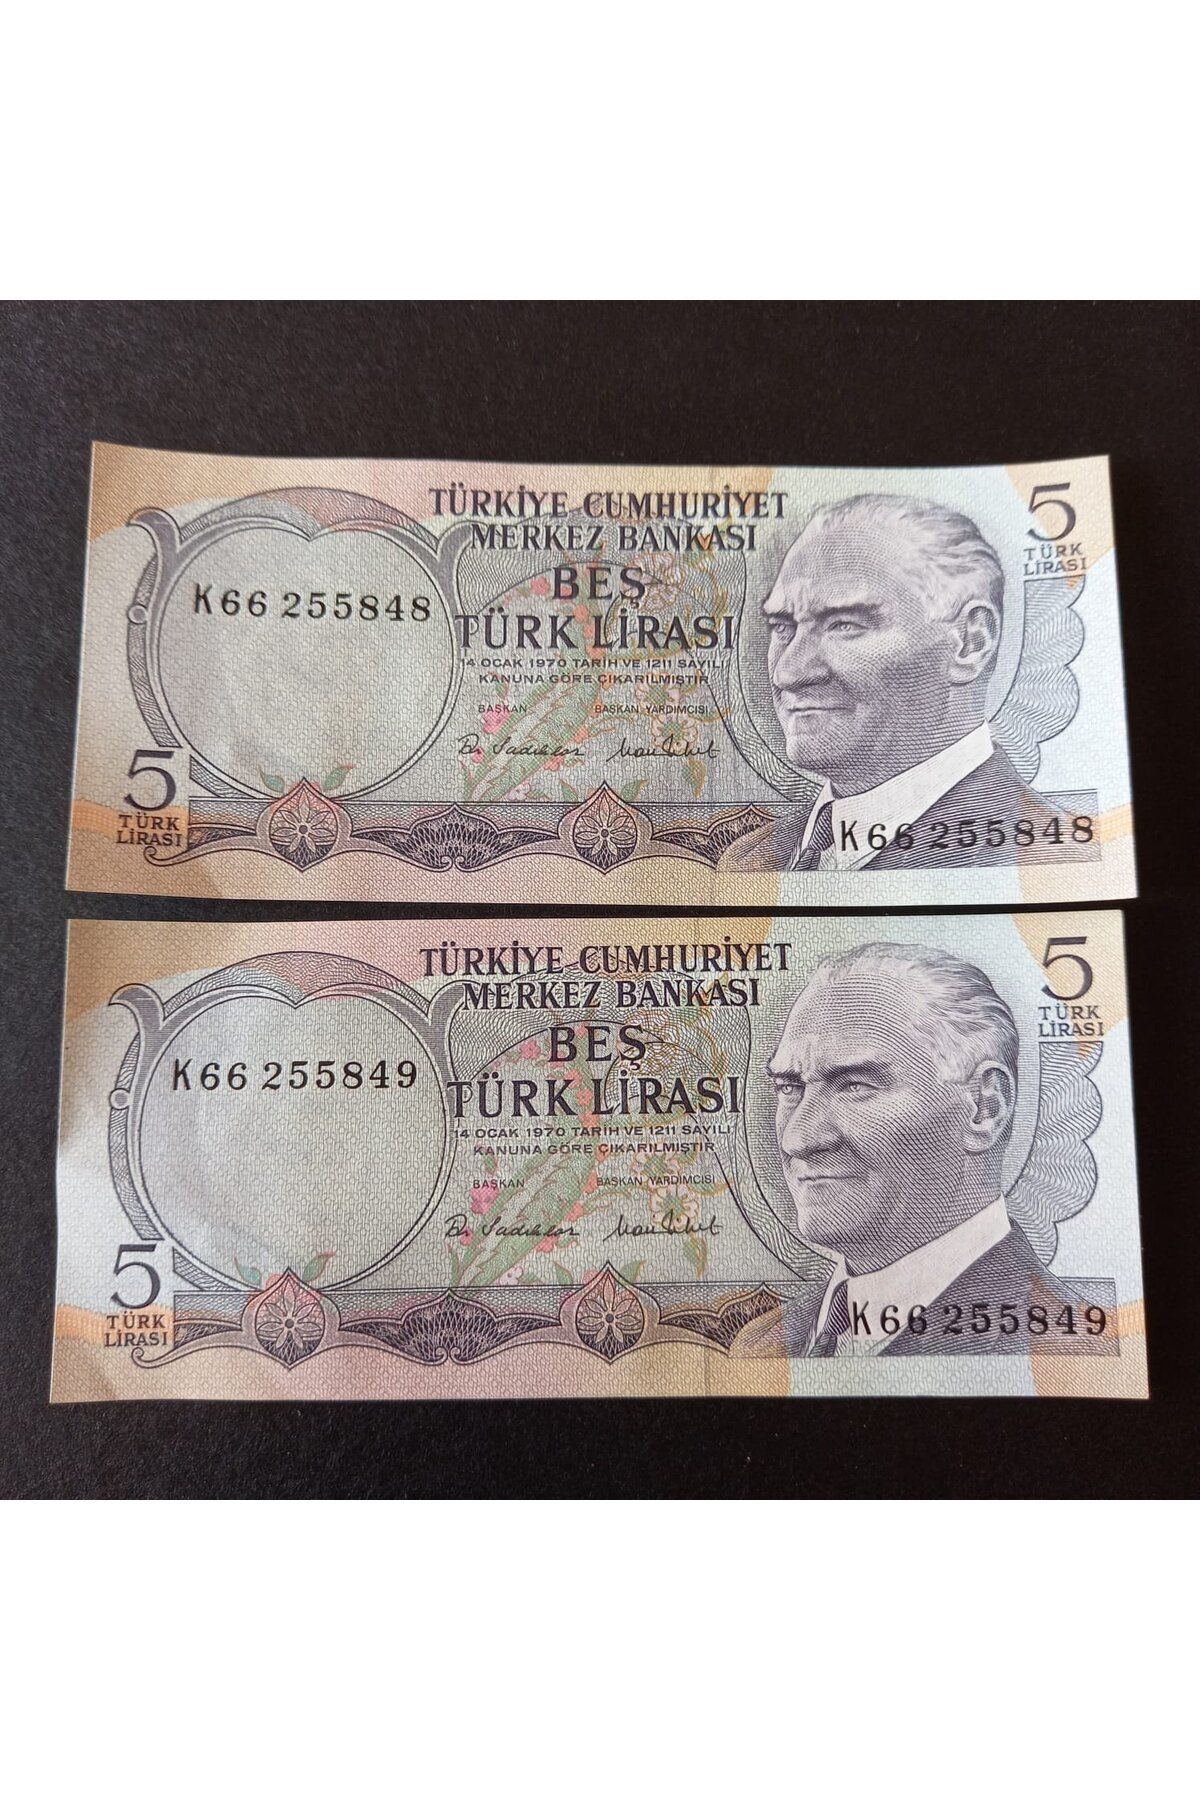 TÜRKİYE CUMHURİYET
MERKEZ BANKASI
5
TÜRK
LİRASI
BEŞ
TÜRK LİRASI
K66 255848
14 OCAK 1970 TARİH VE 1211 SAYILI
KANUNA GÖRE ÇIKARILMIŞTIR
BAŞKAN BAŞKAN YARDIMCISI
5
TÜRK
LİRASI
K66 255848
TÜRKİYE CUMHURİYET
MERKEZ BANKASI
5
TÜRK
LİRASI
BEŞ
TÜRK LİRASI
K66 255849
14 OCAK 1970 TARİH VE 1211 SAYILI
KANUNA GÖRE ÇIKARILMIŞTIR
BAŞKAN BAŞKAN YARDIMCISI
5
TÜRK
LİRASI
K66 255849